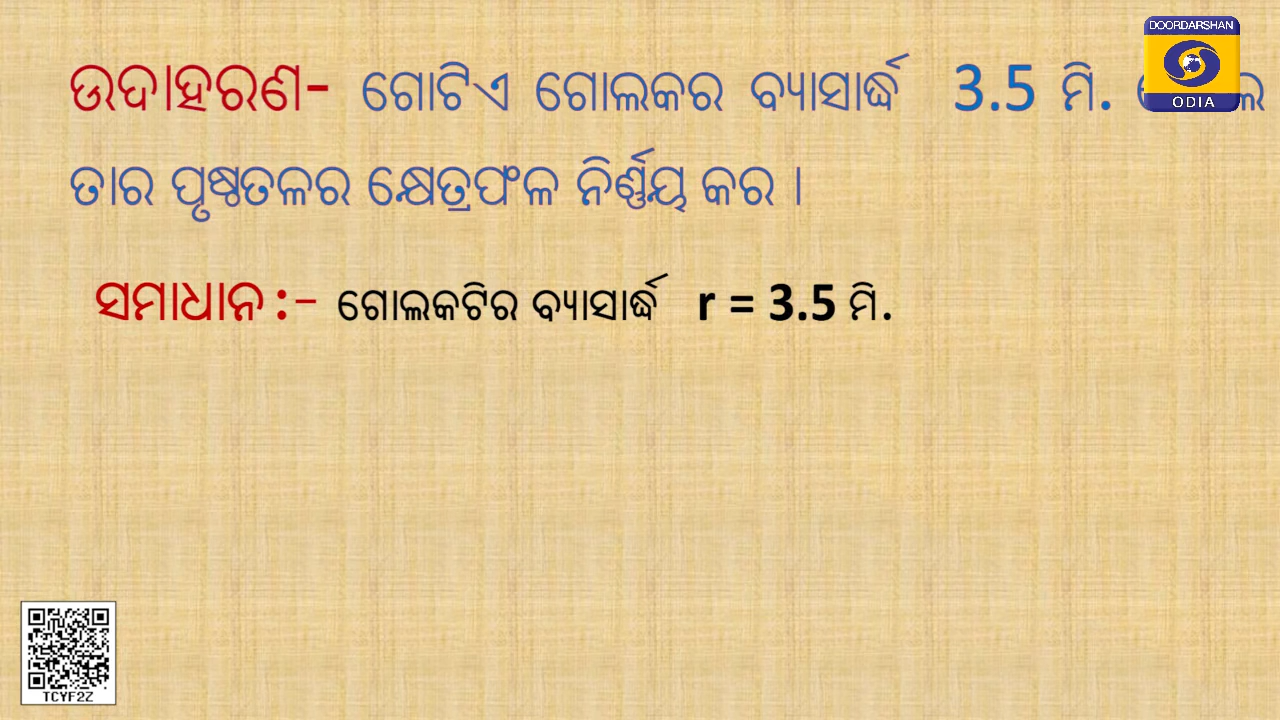 DOORDARSHAN
ODIA
ଉଦାହରଣ- ଗୋଟିଏ ଗୋଲକର ବ୍ୟାସାର୍ଦ୍ଧ 3.5 ମି.
ତାର ପୃଷ୍ଠତଳର କ୍ଷେତ୍ରଫଳ ନିର୍ଣ୍ଣୟ କର ।
ସମାଧାନ :- ଗୋଲକଟିର ବ୍ୟାସାର୍ଦ୍ଧ r = 3.5 ମି.
TCYF2Z